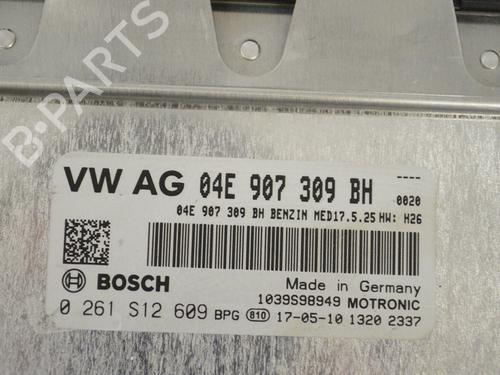 B-PARTS
VW AG 04E 907 309 BH 0020
04E 907 309 BH BENZIN MED17.5.25 HW: H26
BOSCH
Made in Germany
1039S98949 MOTRONIC
0 261 S12 609 BPG 810 17-05-10 1320 2337